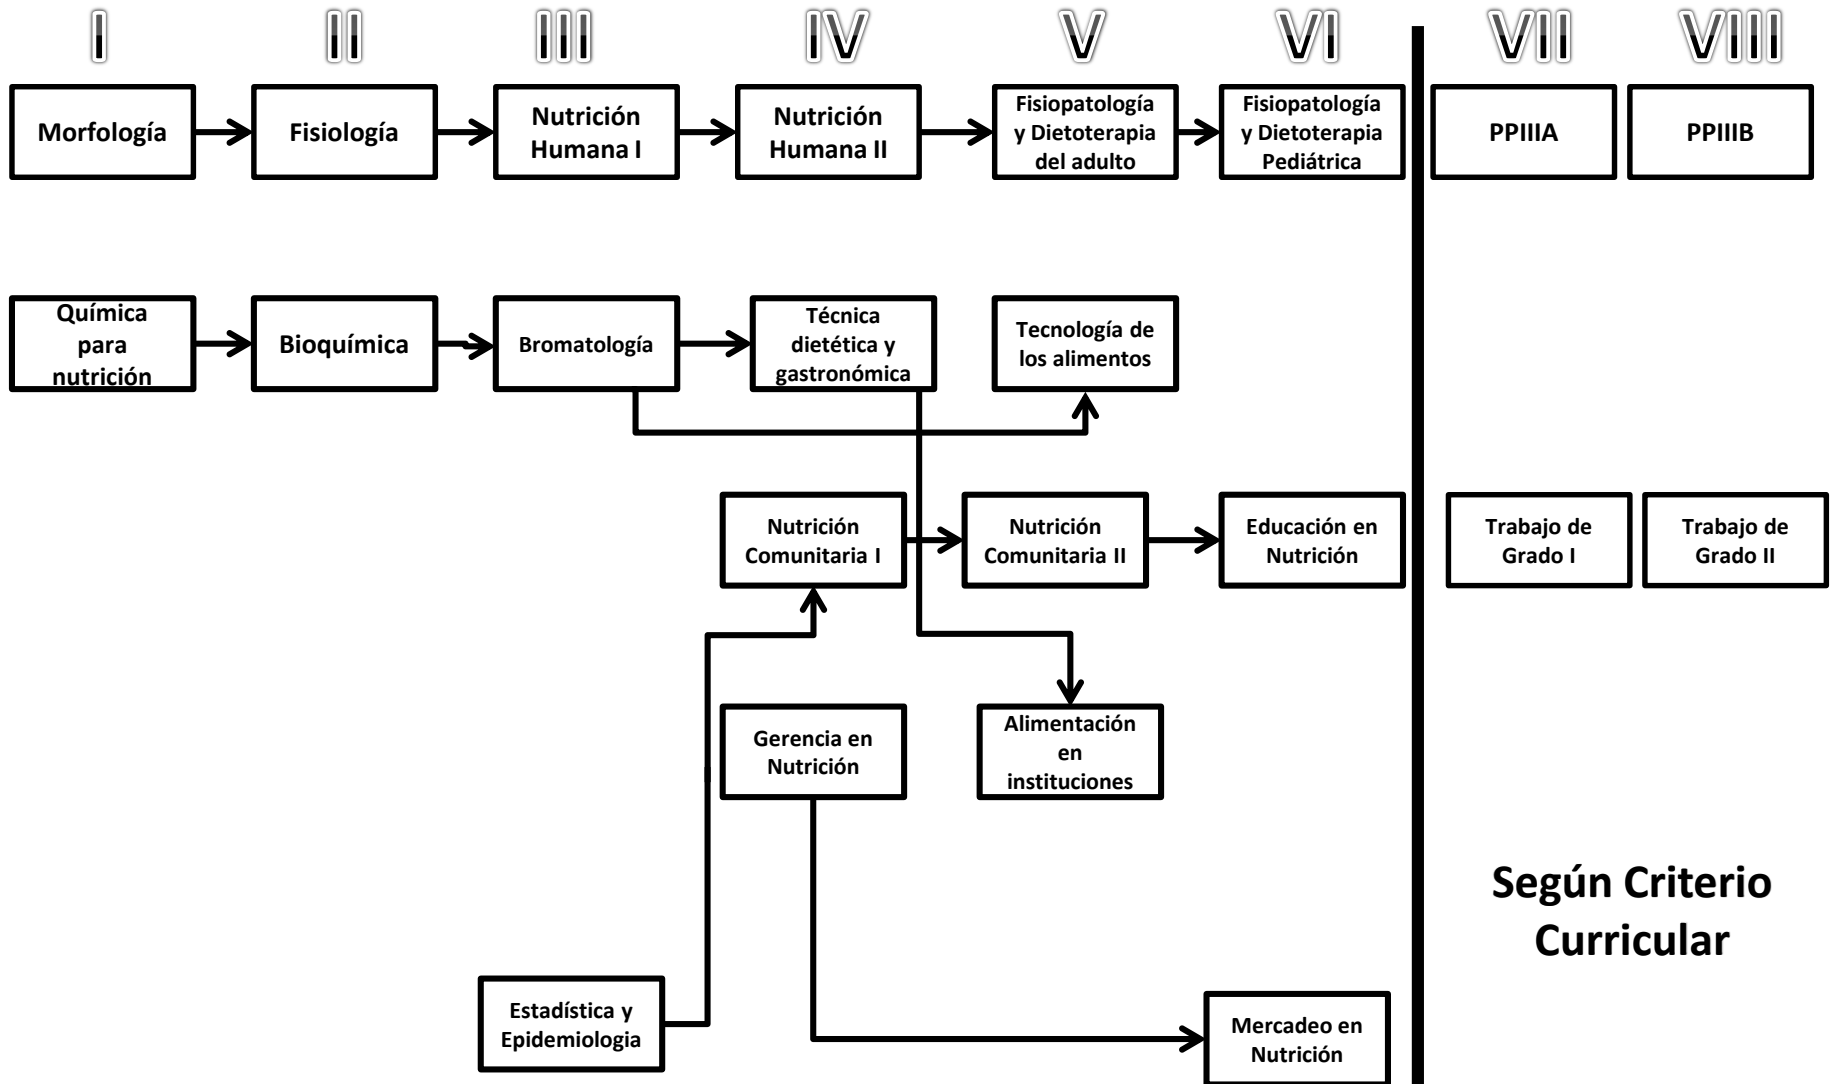 I II III IV V VI VII VIII
Morfología
Fisiología
Nutrición
Humana I
Nutrición
Humana II
Fisiopatología
y Dietoterapia
del adulto
Fisiopatología
y Dietoterapia
Pediátrica
PPIIIA
PPIIIB
Química
para
nutrición
Bioquímica
Bromatología
Técnica
dietética y
gastronómica
Tecnología de
los alimentos
Nutrición
Comunitaria I
Nutrición
Comunitaria II
Educación en
Nutrición
Trabajo de
Grado I
Trabajo de
Grado II
Gerencia en
Nutrición
Alimentación
en
instituciones
Según Criterio
Curricular
Estadística y
Epidemiologia
Mercadeo en
Nutrición